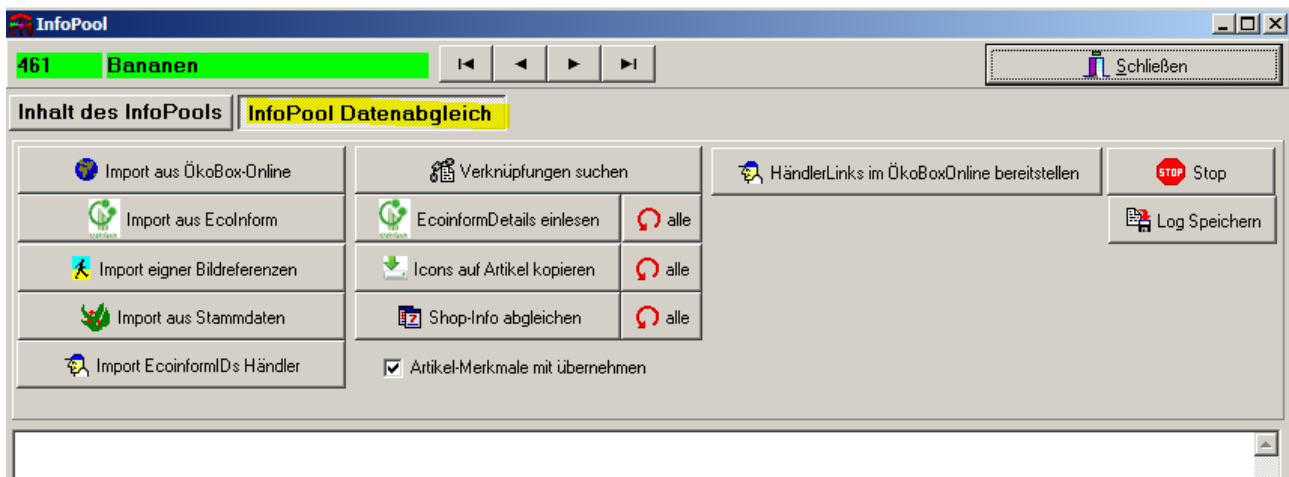 InfoPool
461 Bananen Schließen
Inhalt des InfoPools InfoPool Datenabgleich
Import aus ÖkoBox-Online Verknüpfungen suchen HändlerLinks im ÖkoBoxOnline bereitstellen STOP Stop
Import aus EcoInform EcoinformDetails einlesen alle Log Speichern
Import eigner Bildreferenzen Icons auf Artikel kopieren alle
Import aus Stammdaten Shop-Info abgleichen alle
Import EcoinformIDs Händler Artikel-Merkmale mit übernehmen